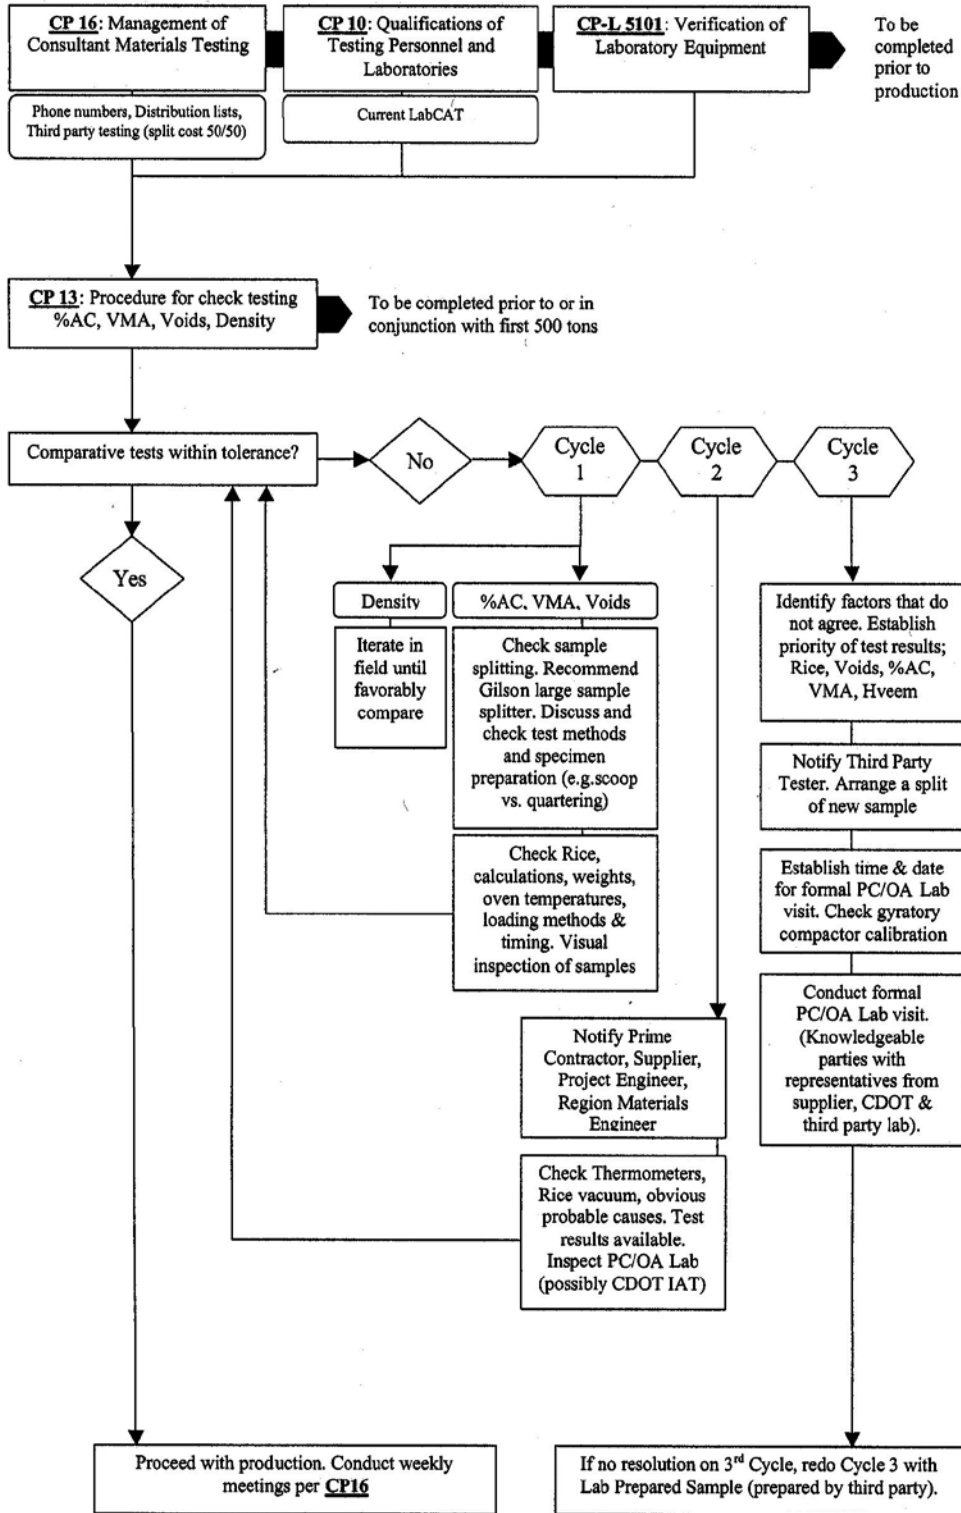 CP 16: Management of
Consultant Materials Testing
CP 10: Qualifications of
Testing Personnel and
Laboratories
CP-L 5101: Verification of
Laboratory Equipment
To be
completed
prior to
production
Phone numbers, Distribution lists,
Third party testing (split cost 50/50)
Current LabCAT
CP 13: Procedure for check testing
%AC, VMA, Voids, Density
To be completed prior to or in
conjunction with first 500 tons
Comparative tests within tolerance?
No
Cycle
1
Cycle
2
Cycle
3
Yes
Density
Iterate in
field until
favorably
compare
%AC, VMA, Voids
Check sample
splitting. Recommend
Gilson large sample
splitter. Discuss and
check test methods
and specimen
preparation (e.g.scoop
vs. quartering)
Check Rice,
calculations, weights,
oven temperatures,
loading methods &
timing. Visual
inspection of samples
Notify Prime
Contractor, Supplier,
Project Engineer,
Region Materials
Engineer
Check Thermometers,
Rice vacuum, obvious
probable causes. Test
results available.
Inspect PC/OA Lab
(possibly CDOT IAT)
Identify factors that do
not agree. Establish
priority of test results;
Rice, Voids, %AC,
VMA, Hveem
Notify Third Party
Tester. Arrange a split
of new sample
Establish time & date
for formal PC/OA Lab
visit. Check gyratory
compactor calibration
Conduct formal
PC/OA Lab visit.
(Knowledgeable
parties with
representatives from
supplier, CDOT &
third party lab).
Proceed with production. Conduct weekly
meetings per CP16
If no resolution on 3rd Cycle, redo Cycle 3 with
Lab Prepared Sample (prepared by third party).